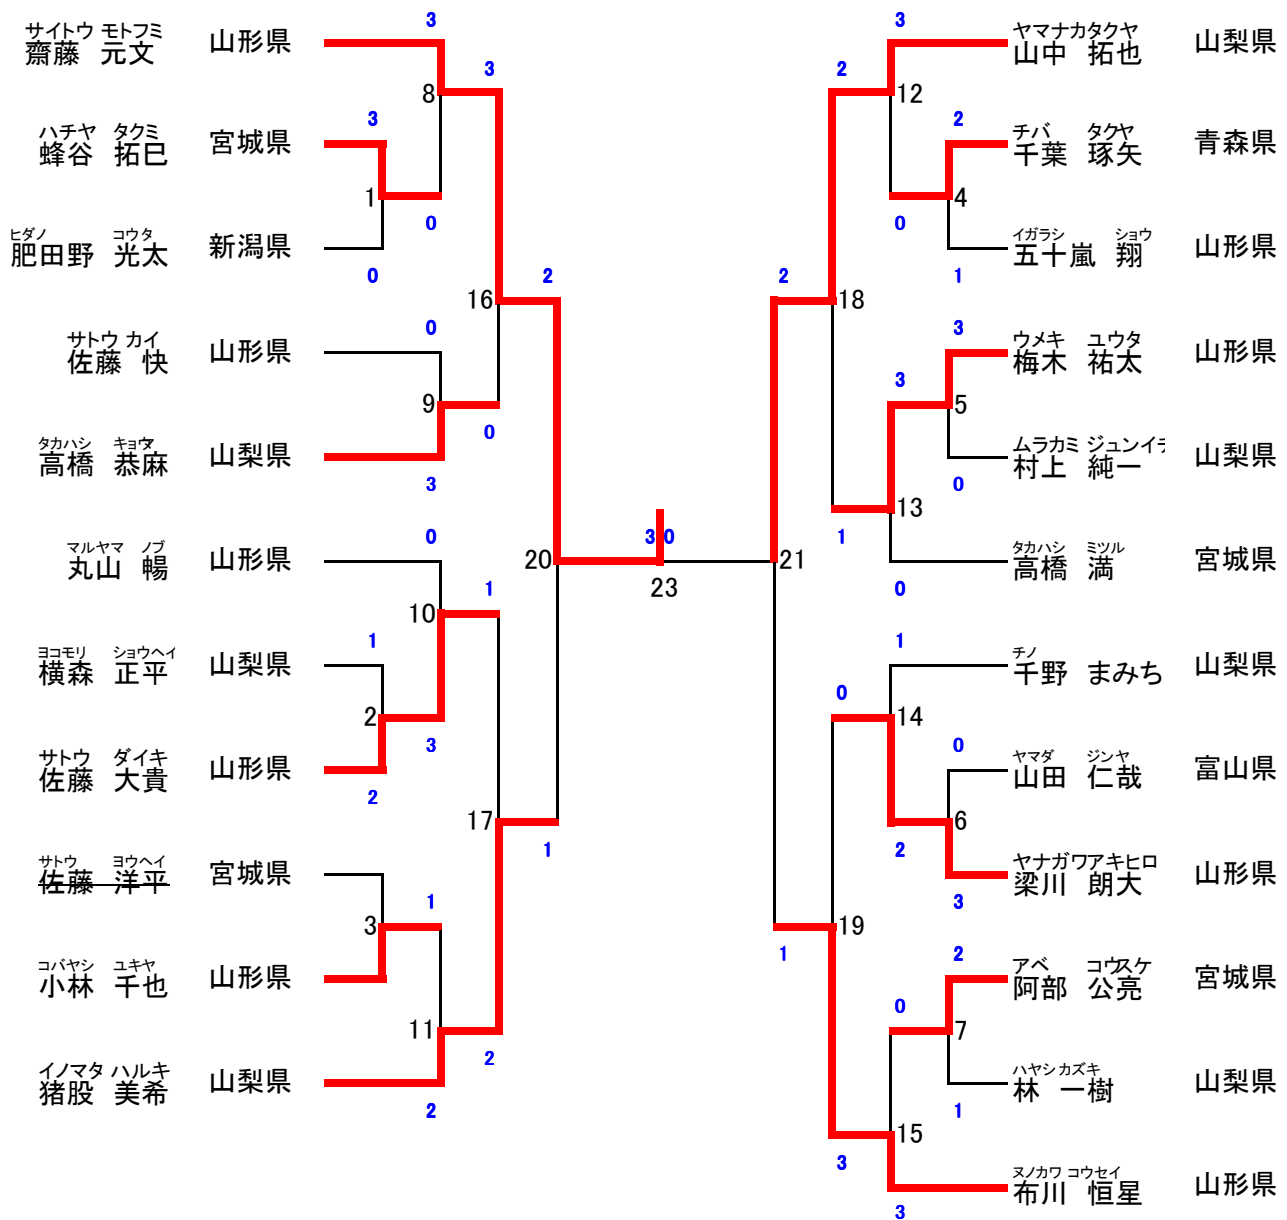 サイトウ モトフミ
齋藤 元文 山形県
3
3
8
ハチヤ タクミ
蜂谷 拓巳 宮城県
3
1
0
ヒダノ コウタ
肥田野 光太 新潟県
0
16
2
サトウ カイ
佐藤 快 山形県
0
9
0
タカハシ キョウマ
高橋 恭麻 山梨県
3
マルヤマ ノブ
丸山 暢 山形県
0
20
10
1
ヨコモリ ショウヘイ
横森 正平 山梨県
1
2
3
サトウ ダイキ
佐藤 大貴 山形県
2
17
1
サトウ ヨウヘイ
佐藤 洋平 宮城県
1
3
コバヤシ ユキヤ
小林 千也 山形県
11
2
イノマタ ハルキ
猪股 美希 山梨県
2
3 0
23
ヤマナカタクヤ
山中 拓也 山梨県
3
2
12
チバ タクヤ
千葉 琢矢 青森県
2
4
0
イガラシ ショウ
五十嵐 翔 山形県
1
2
18
ウメキ ユウタ
梅木 祐太 山形県
3
3
5
ムラカミ ジュンイチ
村上 純一 山梨県
0
13
1
タカハシ ミツル
高橋 満 宮城県
0
21
チノ
千野 まみち 山梨県
1
0
14
ヤマダ ジンヤ
山田 仁哉 富山県
0
6
2
ヤナガワアキヒロ
梁川 朗大 山形県
3
19
1
アベ コウスケ
阿部 公亮 宮城県
2
0
7
ハヤシ カズキ
林 一樹 山梨県
1
15
3
ヌノカワ コウセイ
布川 恒星 山形県
3